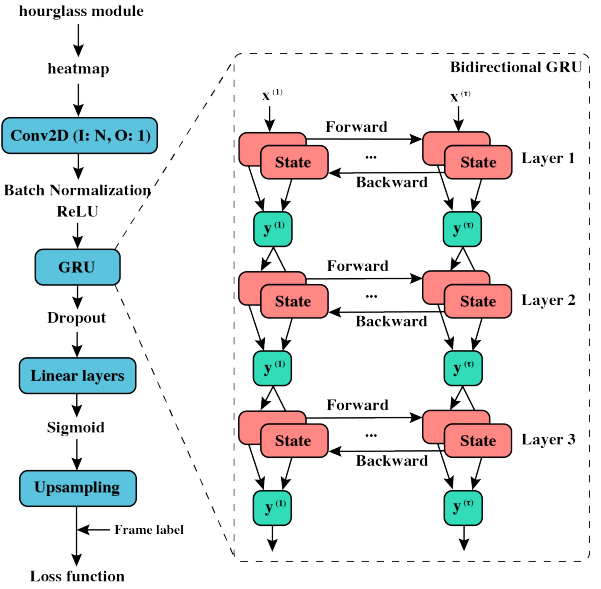 hourglass module
heatmap
Conv2D (I: N, O: 1)
Batch Normalization
ReLU
GRU
Dropout
Linear layers
Sigmoid
Upsampling
Frame label
Loss function
Bidirectional GRU
x⁽¹⁾ x⁽ᵗ⁾
Forward
State ... State Layer 1
Backward
y⁽¹⁾ y⁽ᵗ⁾
Forward
State ... State Layer 2
Backward
y⁽¹⁾ y⁽ᵗ⁾
Forward
State ... State Layer 3
Backward
y⁽¹⁾ y⁽ᵗ⁾